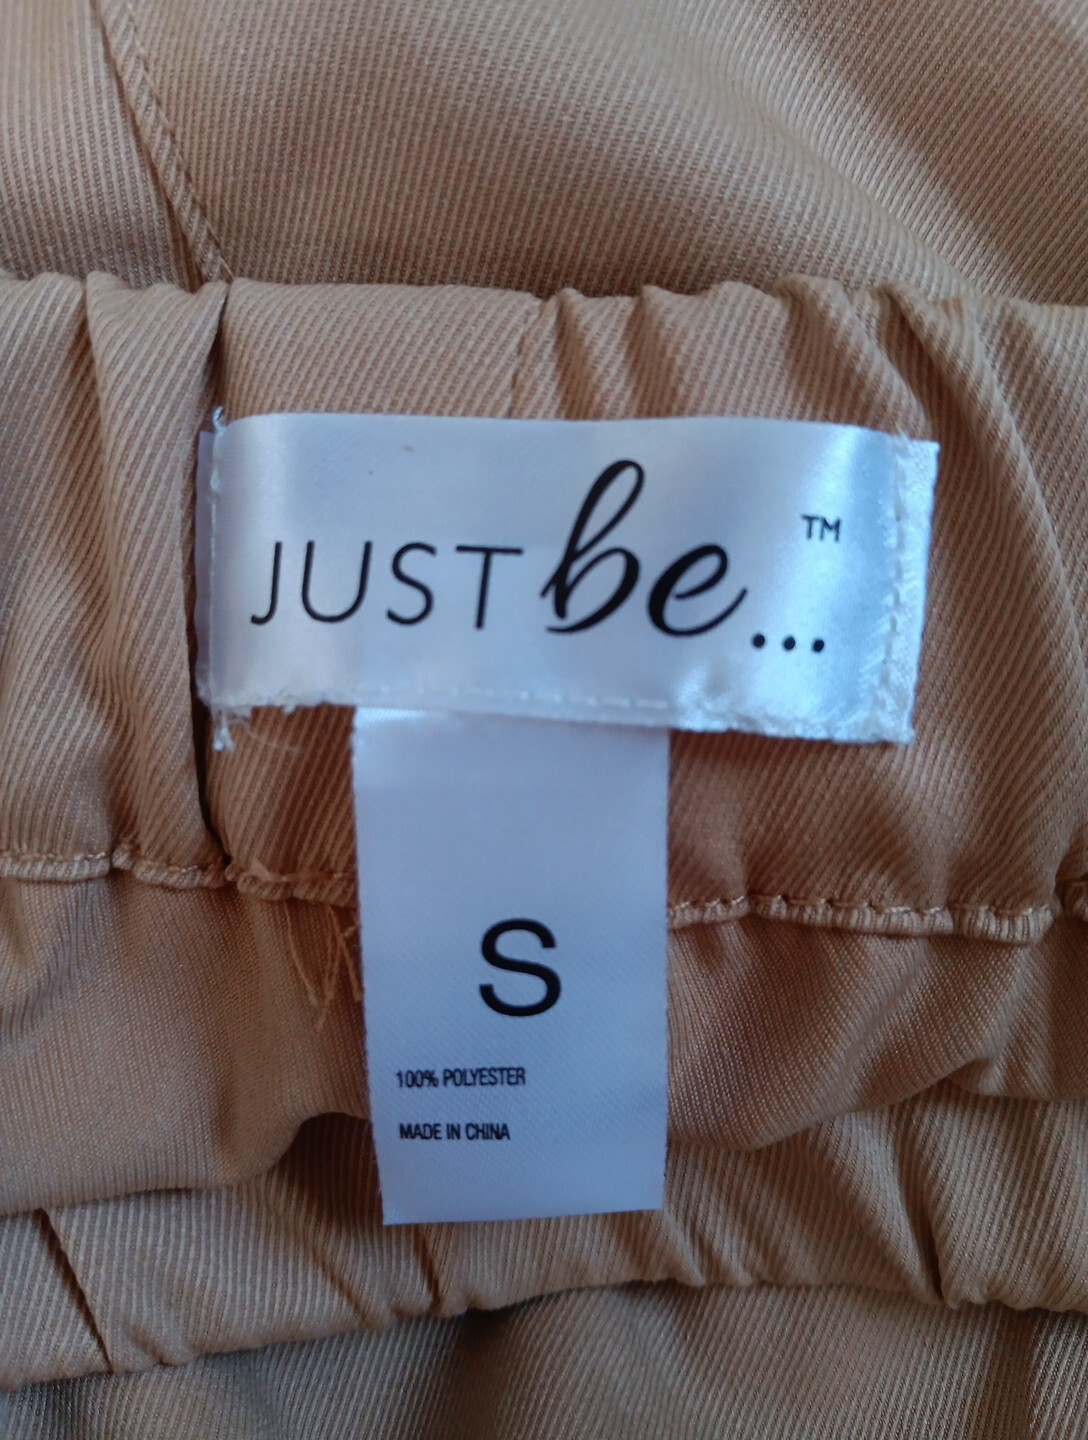 JUST be... ™
S
100% POLYESTER
MADE IN CHINA